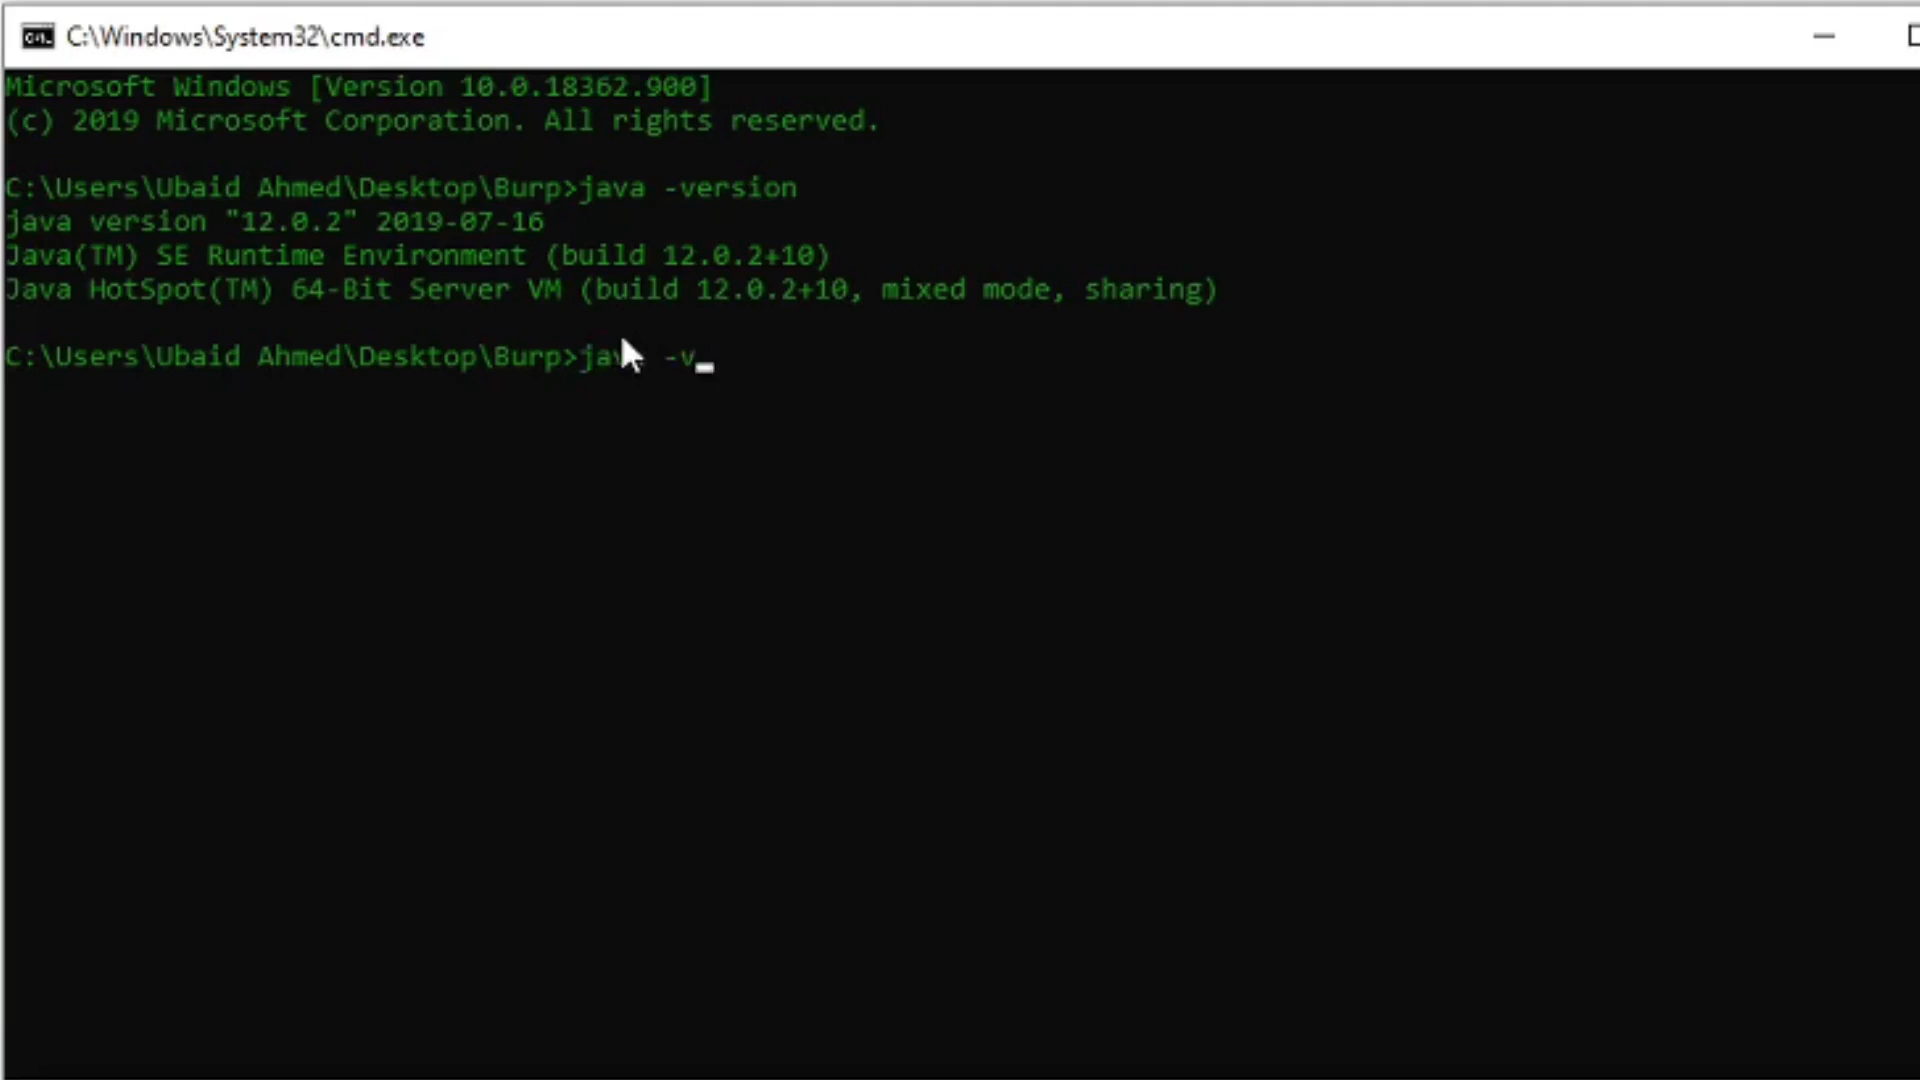 C:\Windows\System32\cmd.exe
Microsoft Windows [Version 10.0.18362.900]
(c) 2019 Microsoft Corporation. All rights reserved.
C:\Users\Ubaid Ahmed\Desktop\Burp>java -version
java version "12.0.2" 2019-07-16
Java(TM) SE Runtime Environment (build 12.0.2+10)
Java HotSpot(TM) 64-Bit Server VM (build 12.0.2+10, mixed mode, sharing)
C:\Users\Ubaid Ahmed\Desktop\Burp>java -v